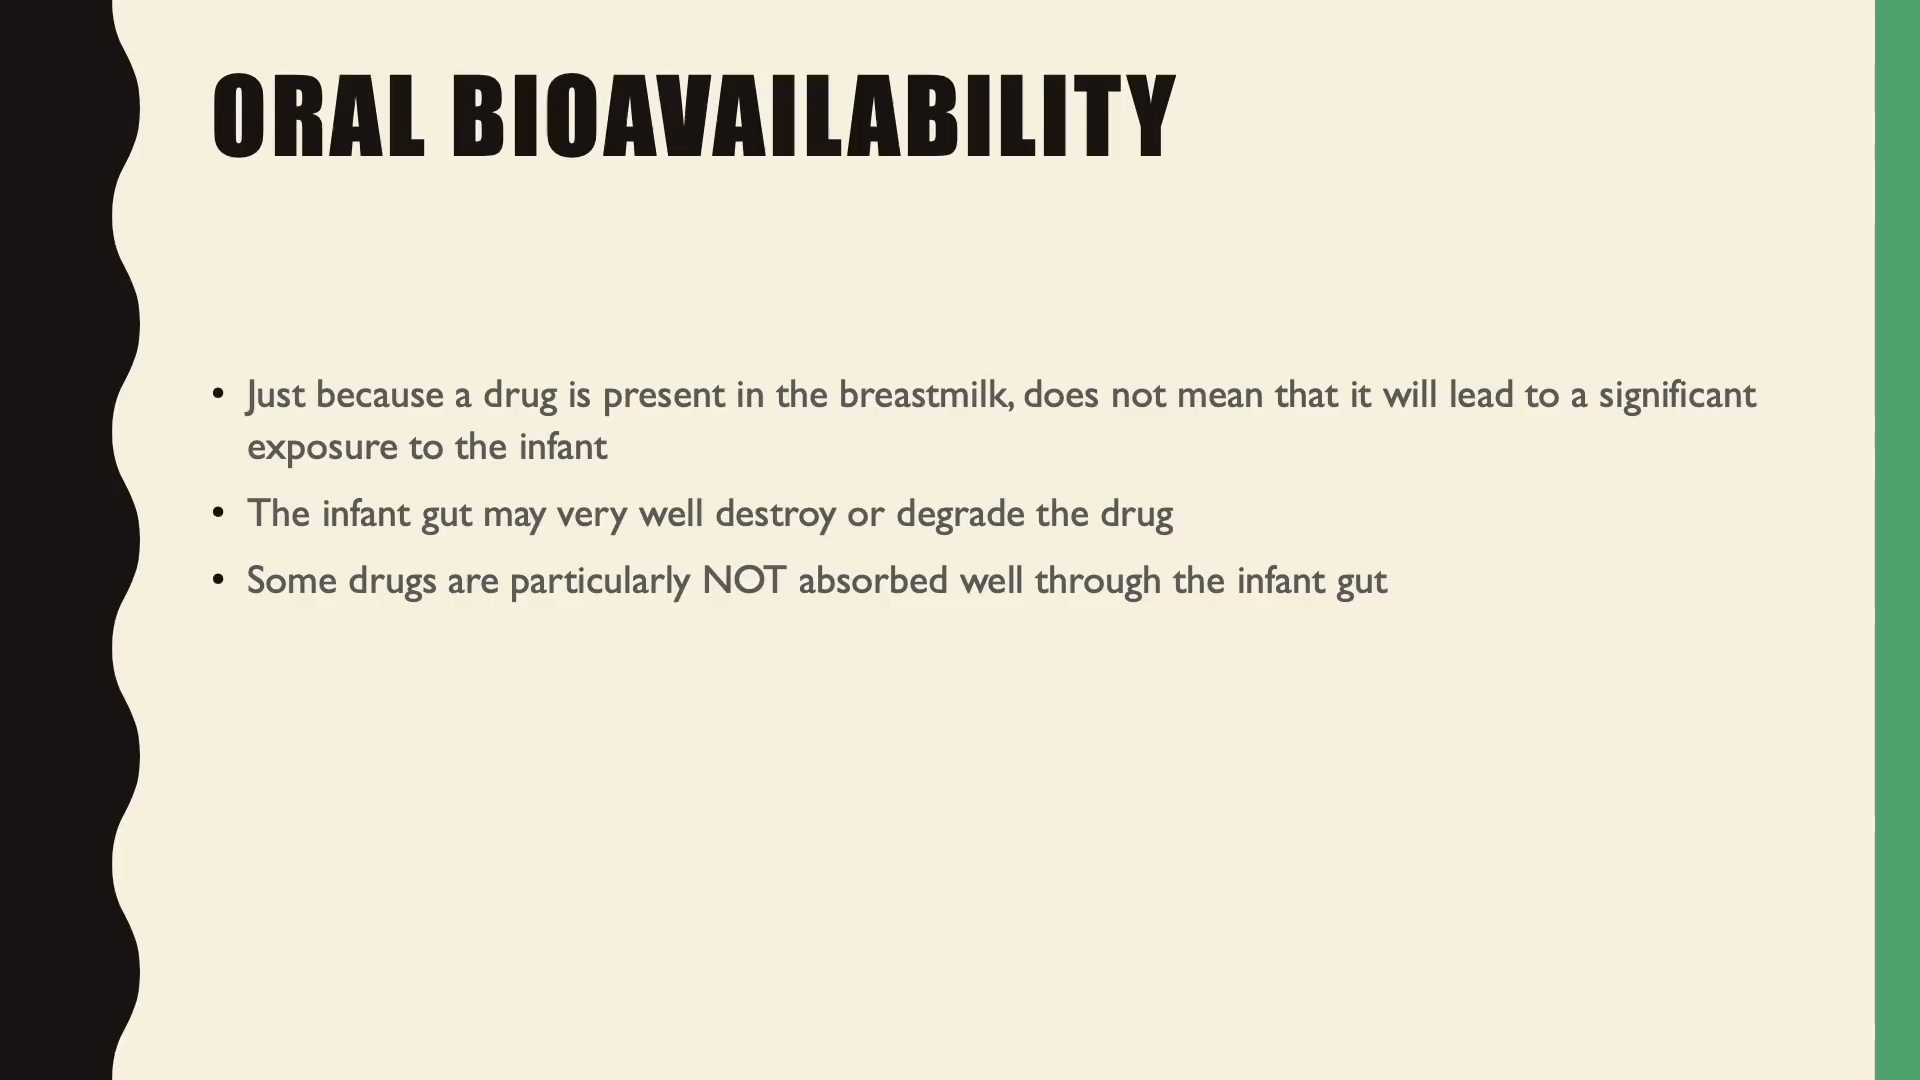 ORAL BIOAVAILABILITY
• Just because a drug is present in the breastmilk, does not mean that it will lead to a significant
exposure to the infant
• The infant gut may very well destroy or degrade the drug
• Some drugs are particularly NOT absorbed well through the infant gut